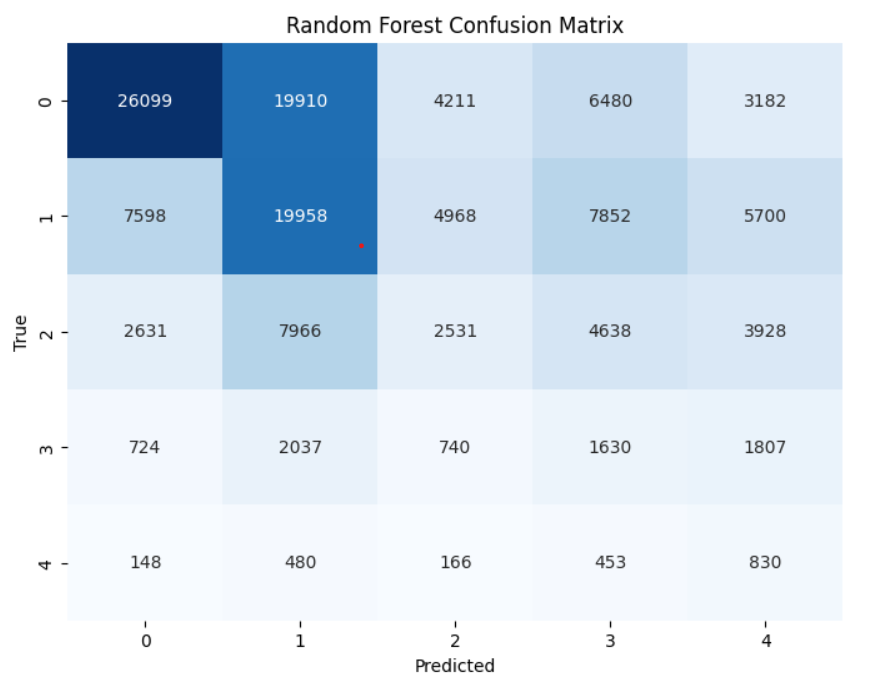 Random Forest Confusion Matrix
0 26099 19910 4211 6480 3182
1 7598 19958 4968 7852 5700
True
2 2631 7966 2531 4638 3928
3 724 2037 740 1630 1807
4 148 480 166 453 830
0 1 2 3 4
Predicted